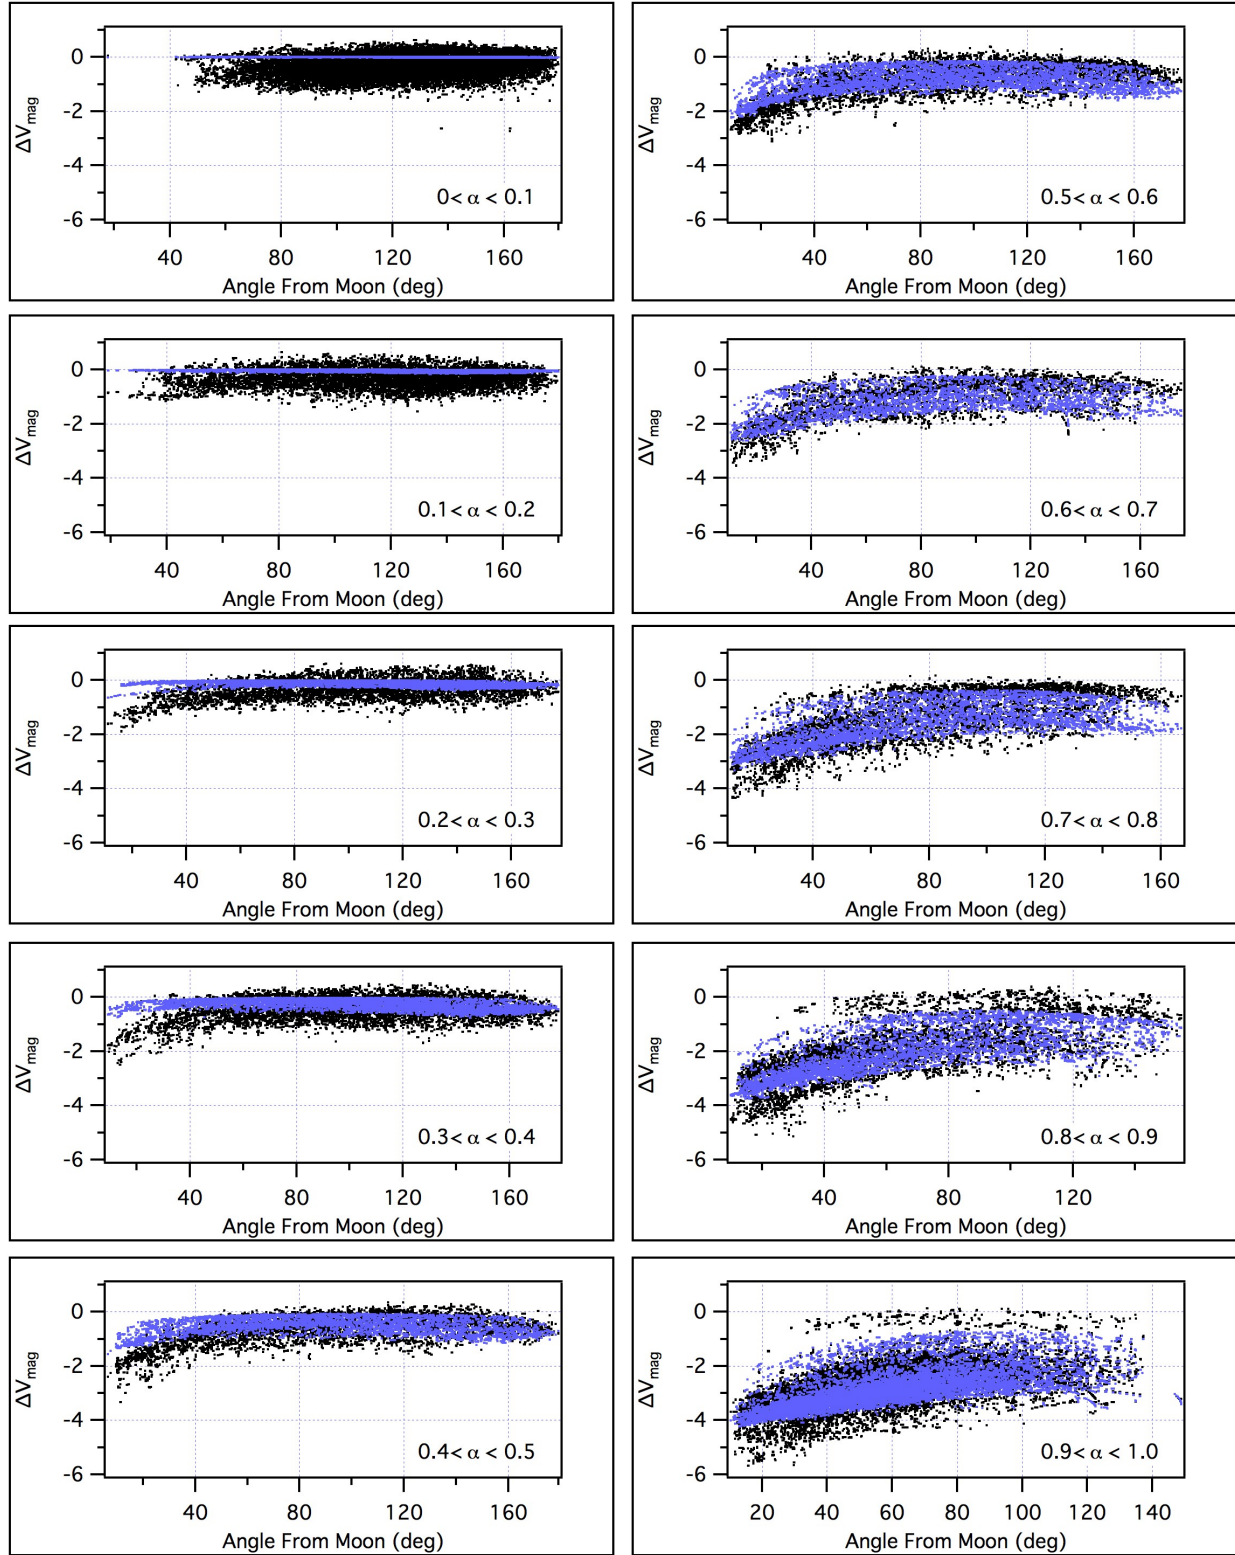 0
-2
-4
-6
ΔVmag
0< α < 0.1
40 80 120 160
Angle From Moon (deg)
0
-2
-4
-6
ΔVmag
0.1< α < 0.2
40 80 120 160
Angle From Moon (deg)
0
-2
-4
-6
ΔVmag
0.2< α < 0.3
40 80 120 160
Angle From Moon (deg)
0
-2
-4
-6
ΔVmag
0.3< α < 0.4
40 80 120 160
Angle From Moon (deg)
0
-2
-4
-6
ΔVmag
0.4< α < 0.5
40 80 120 160
Angle From Moon (deg)
0
-2
-4
-6
ΔVmag
0.5< α < 0.6
40 80 120 160
Angle From Moon (deg)
0
-2
-4
-6
ΔVmag
0.6< α < 0.7
40 80 120 160
Angle From Moon (deg)
0
-2
-4
-6
ΔVmag
0.7< α < 0.8
40 80 120 160
Angle From Moon (deg)
0
-2
-4
-6
ΔVmag
0.8< α < 0.9
40 80 120
Angle From Moon (deg)
0
-2
-4
-6
ΔVmag
0.9< α < 1.0
20 40 60 80 100 120 140
Angle From Moon (deg)